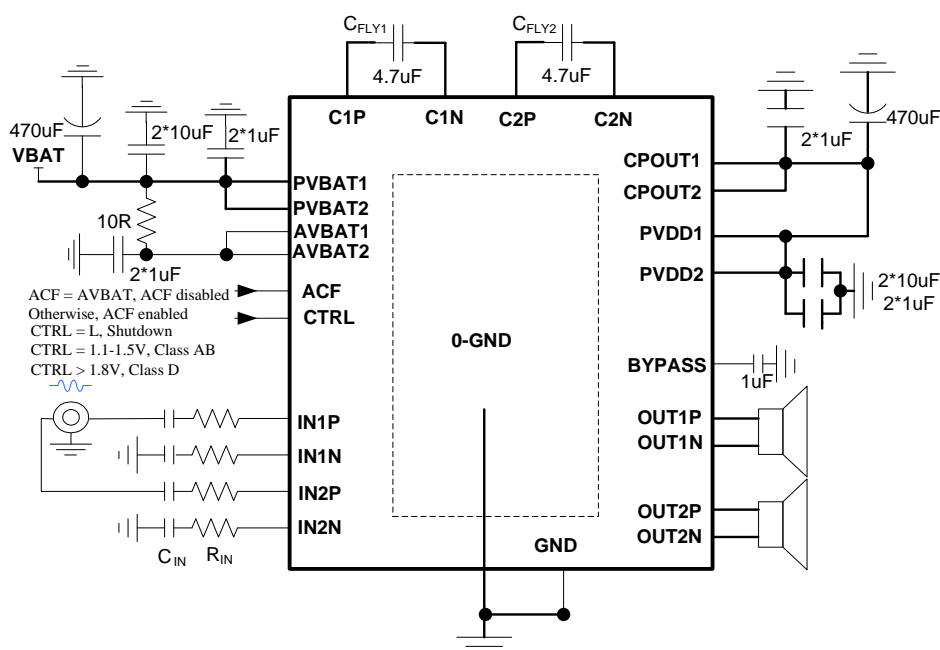 CFLY1
4.7uF
CFLY2
4.7uF
C1P
C1N
C2P
C2N
470uF
VBAT
2*10uF
2*1uF
10R
2*1uF
PVBAT1
PVBAT2
AVBAT1
AVBAT2
ACF
CTRL
ACF = AVBAT, ACF disabled
Otherwise, ACF enabled
CTRL = L, Shutdown
CTRL = 1.1-1.5V, Class AB
CTRL > 1.8V, Class D
IN1P
IN1N
IN2P
IN2N
CIN
RIN
0-GND
GND
CPOUT1
CPOUT2
PVDD1
PVDD2
BYPASS
OUT1P
OUT1N
OUT2P
OUT2N
2*1uF
470uF
2*10uF
2*1uF
1uF